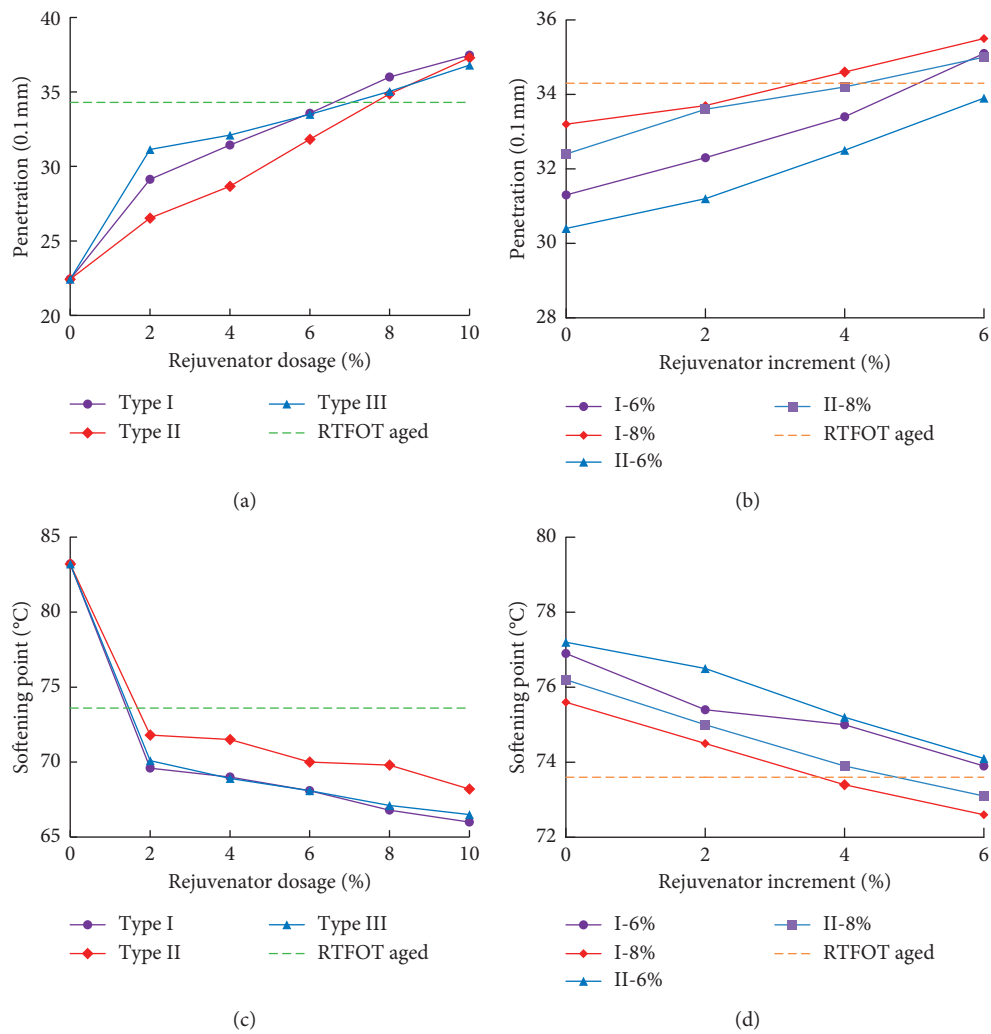 40
35
30
25
20
Penetration (0.1 mm)
0 2 4 6 8 10
Rejuvenator dosage (%)
Type I
Type II
Type III
RTFOT aged
(a)
36
34
32
30
28
Penetration (0.1 mm)
0 2 4 6
Rejuvenator increment (%)
I-6%
I-8%
II-6%
II-8%
RTFOT aged
(b)
85
80
75
70
65
Softening point (°C)
0 2 4 6 8 10
Rejuvenator dosage (%)
Type I
Type II
Type III
RTFOT aged
(c)
80
78
76
74
72
Softening point (°C)
0 2 4 6
Rejuvenator increment (%)
I-6%
I-8%
II-6%
II-8%
RTFOT aged
(d)